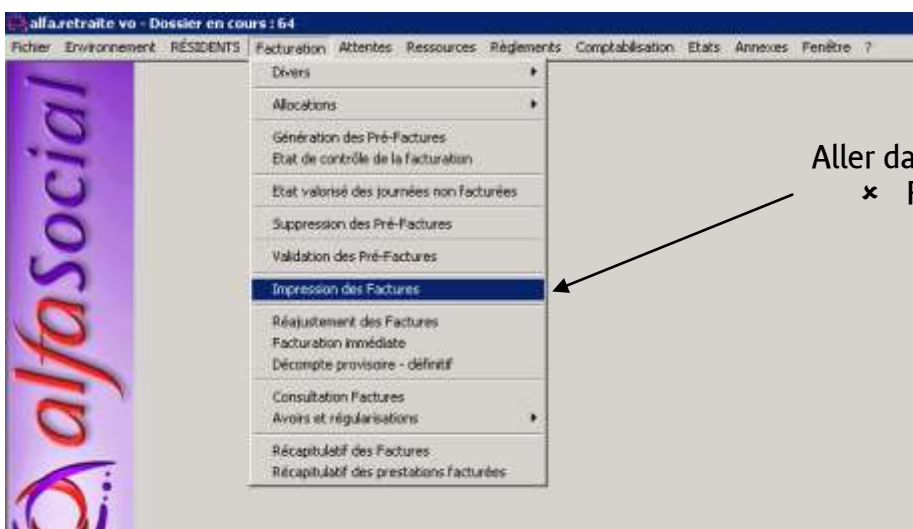 alfa.retraite vo - Dossier en cours : 64
Fichier Environnement RÉSIDENTS Facturation Attentes Ressources Réglements Comptabilisation Etats Annexes Fenêtre ?
alfaSocial
Divers
Allocations
Génération des Pré-Factures
Etat de contrôle de la facturation
Etat valorisé des journées non facturées
Suppression des Pré-Factures
Validation des Pré-Factures
Impression des Factures
Réajustement des Factures
Facturation immédiate
Décompte provisoire - définitif
Consultation Factures
Avoirs et régularisations
Récapitulatif des Factures
Récapitulatif des prestations facturées
Aller da